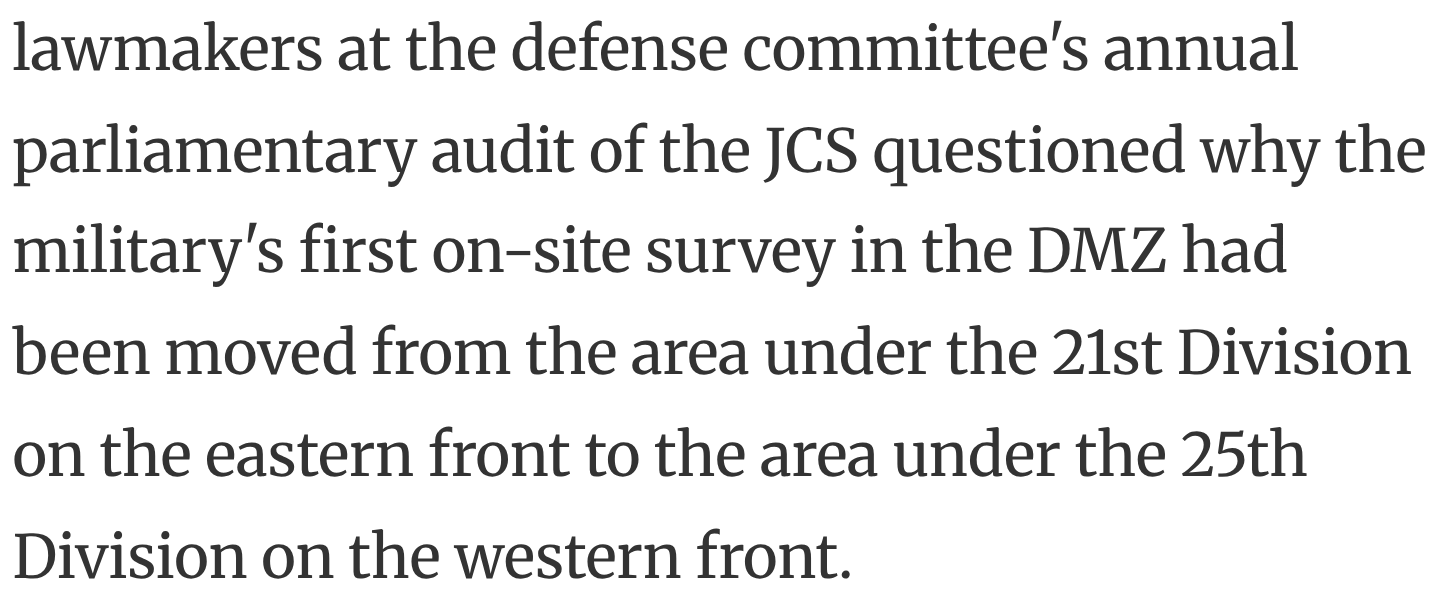 lawmakers at the defense committee's annual
parliamentary audit of the JCS questioned why the
military's first on-site survey in the DMZ had
been moved from the area under the 21st Division
on the eastern front to the area under the 25th
Division on the western front.